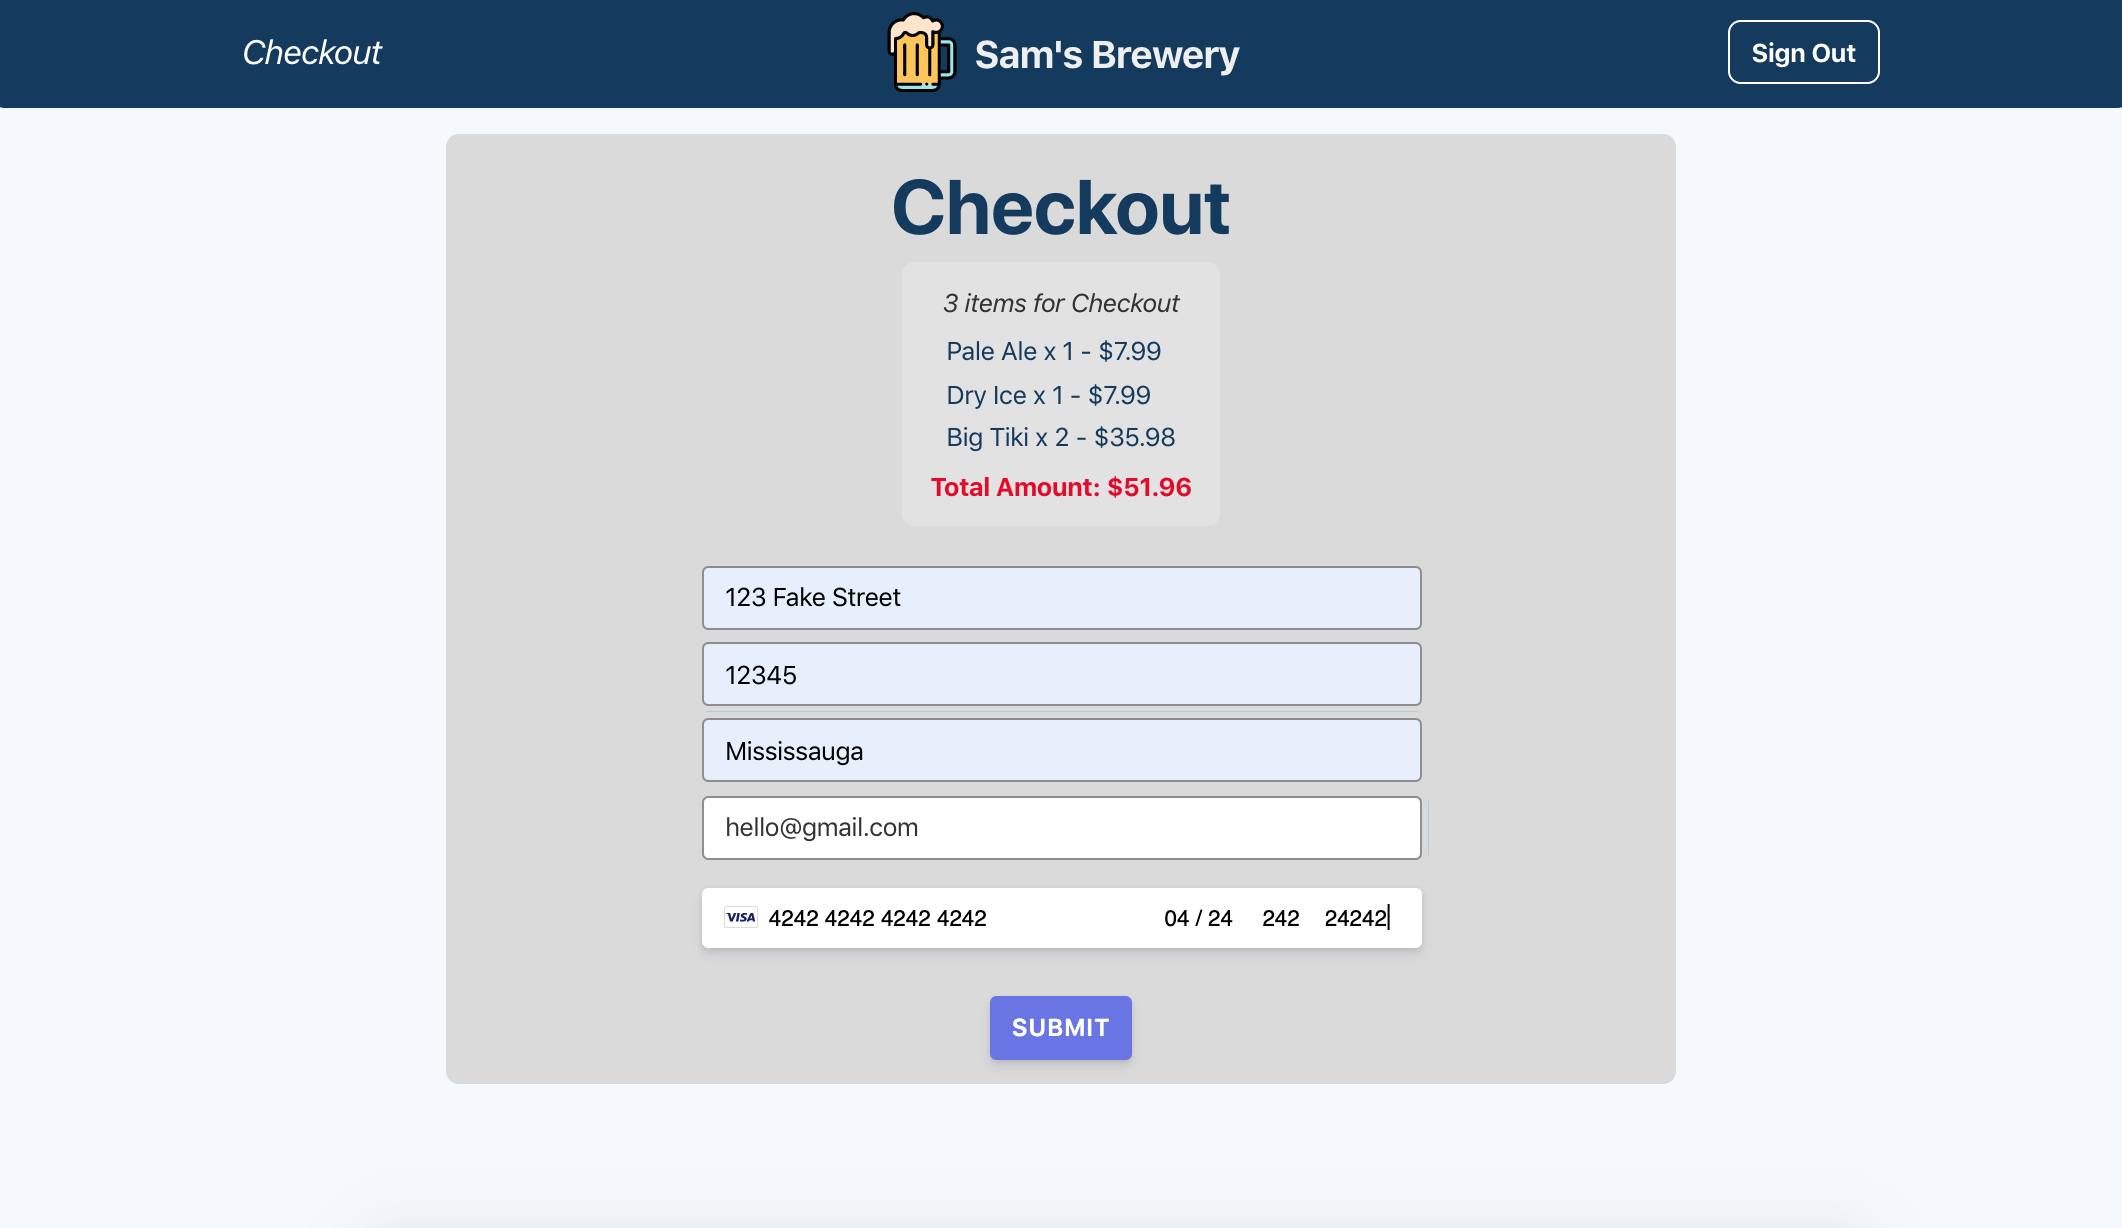 Checkout
Sam's Brewery
Sign Out
Checkout
3 items for Checkout
Pale Ale x 1 - $7.99
Dry Ice x 1 - $7.99
Big Tiki x 2 - $35.98
Total Amount: $51.96
123 Fake Street
12345
Mississauga
hello@gmail.com
VISA 4242 4242 4242 4242 04 / 24 242 24242
SUBMIT